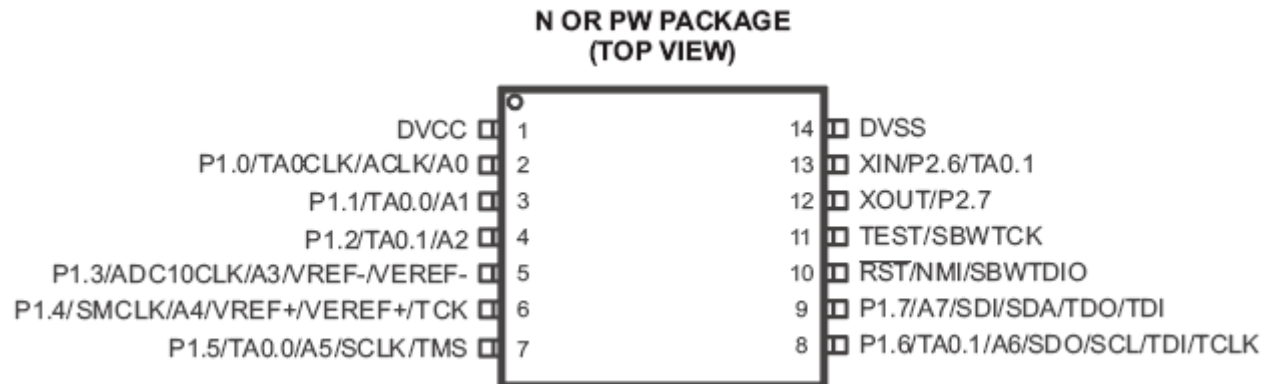 N OR PW PACKAGE
(TOP VIEW)
DVCC 1 14 DVSS
P1.0/TA0CLK/ACLK/A0 2 13 XIN/P2.6/TA0.1
P1.1/TA0.0/A1 3 12 XOUT/P2.7
P1.2/TA0.1/A2 4 11 TEST/SBWTCK
P1.3/ADC10CLK/A3/VREF-/VEREF- 5 10 RST/NMI/SBWTDIO
P1.4/SMCLK/A4/VREF+/VEREF+/TCK 6 9 P1.7/A7/SDI/SDA/TDO/TDI
P1.5/TA0.0/A5/SCLK/TMS 7 8 P1.6/TA0.1/A6/SDO/SCL/TDI/TCLK